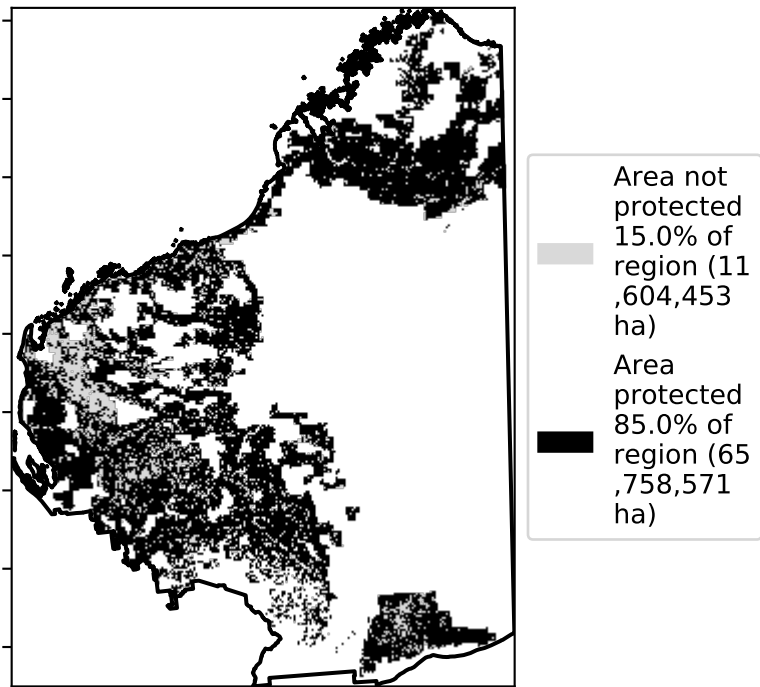 Area not
protected
15.0% of
region (11
,604,453
ha)
Area
protected
85.0% of
region (65
,758,571
ha)